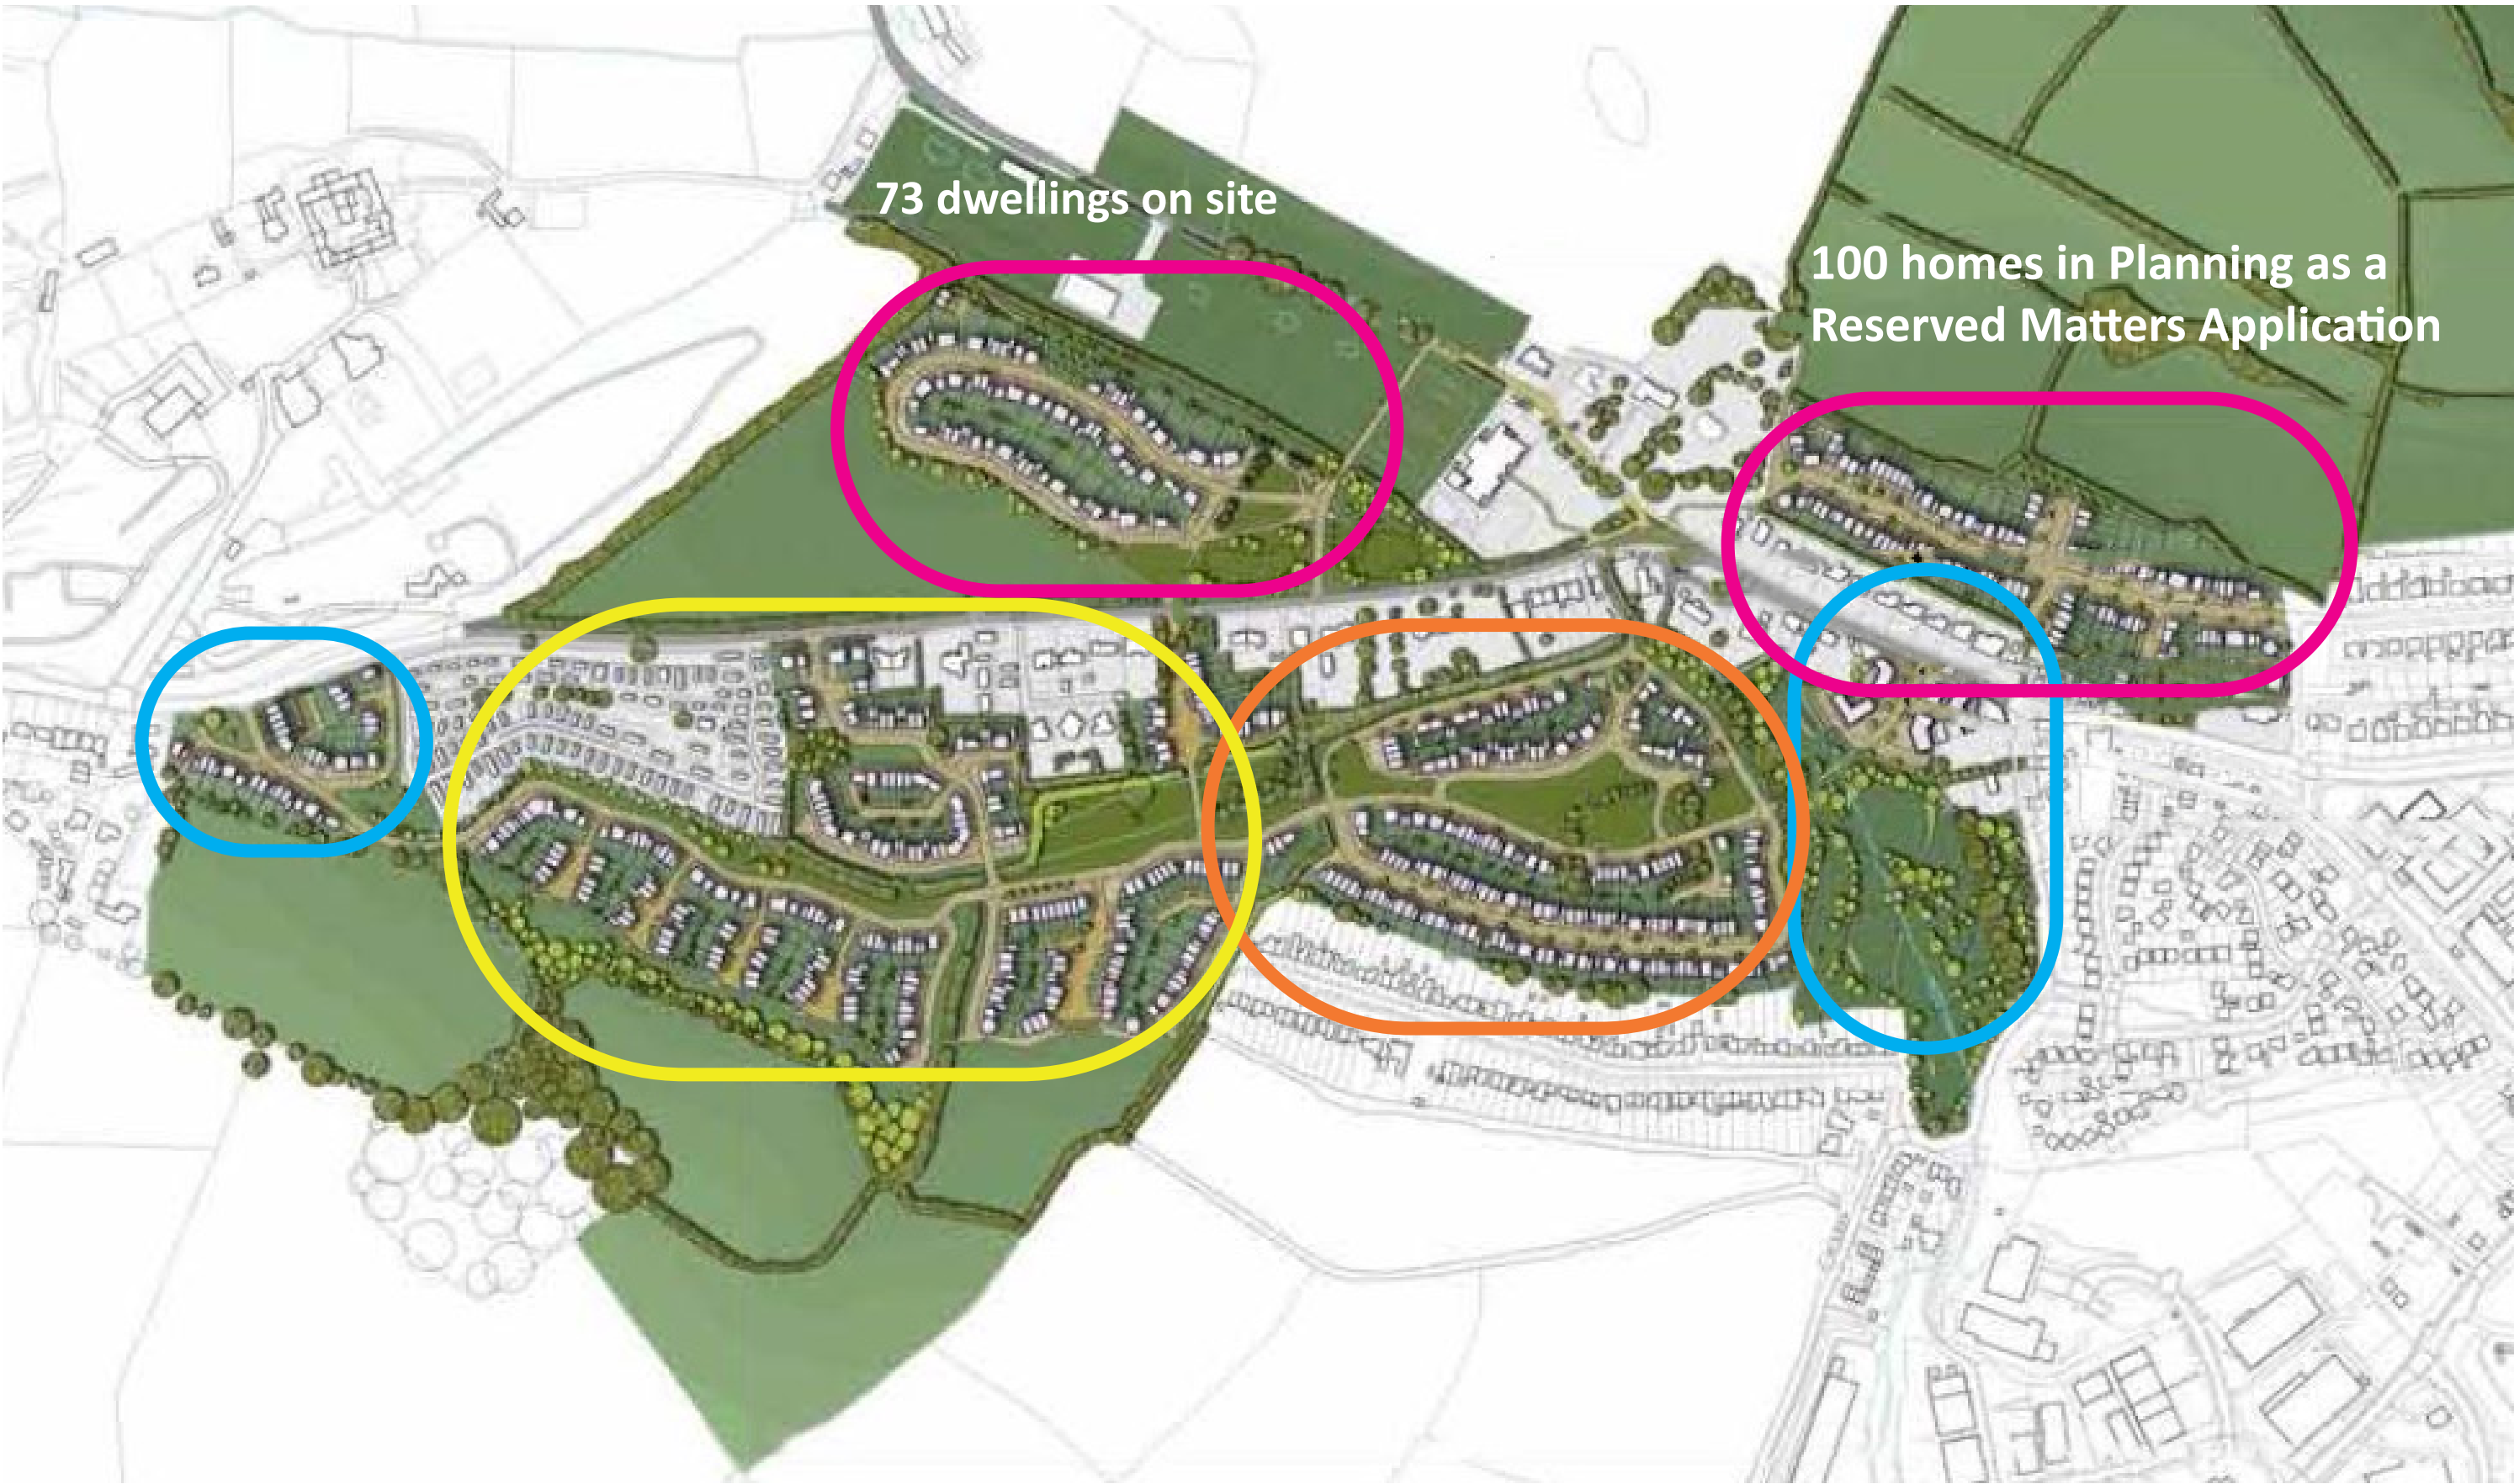 73 dwellings on site
100 homes in Planning as a
Reserved Matters Application